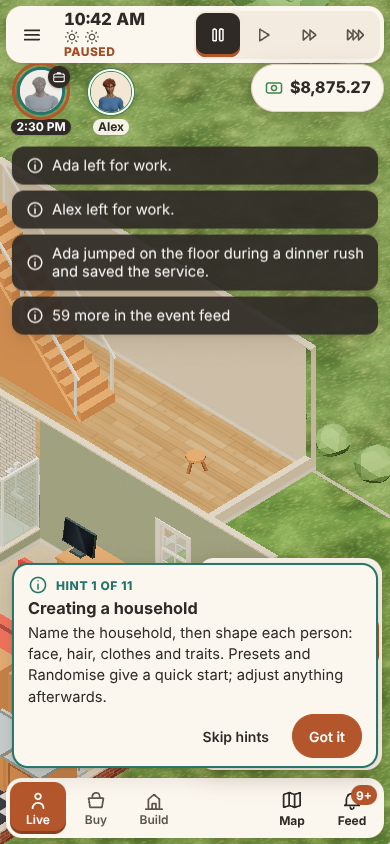 10:42 AM
PAUSED
$8,875.27
2:30 PM
Alex
Ada left for work.
Alex left for work.
Ada jumped on the floor during a dinner rush
and saved the service.
59 more in the event feed
HINT 1 OF 11
Creating a household
Name the household, then shape each person:
face, hair, clothes and traits. Presets and
Randomise give a quick start; adjust anything
afterwards.
Skip hints
Got it
9+
Live
Buy
Build
Map
Feed